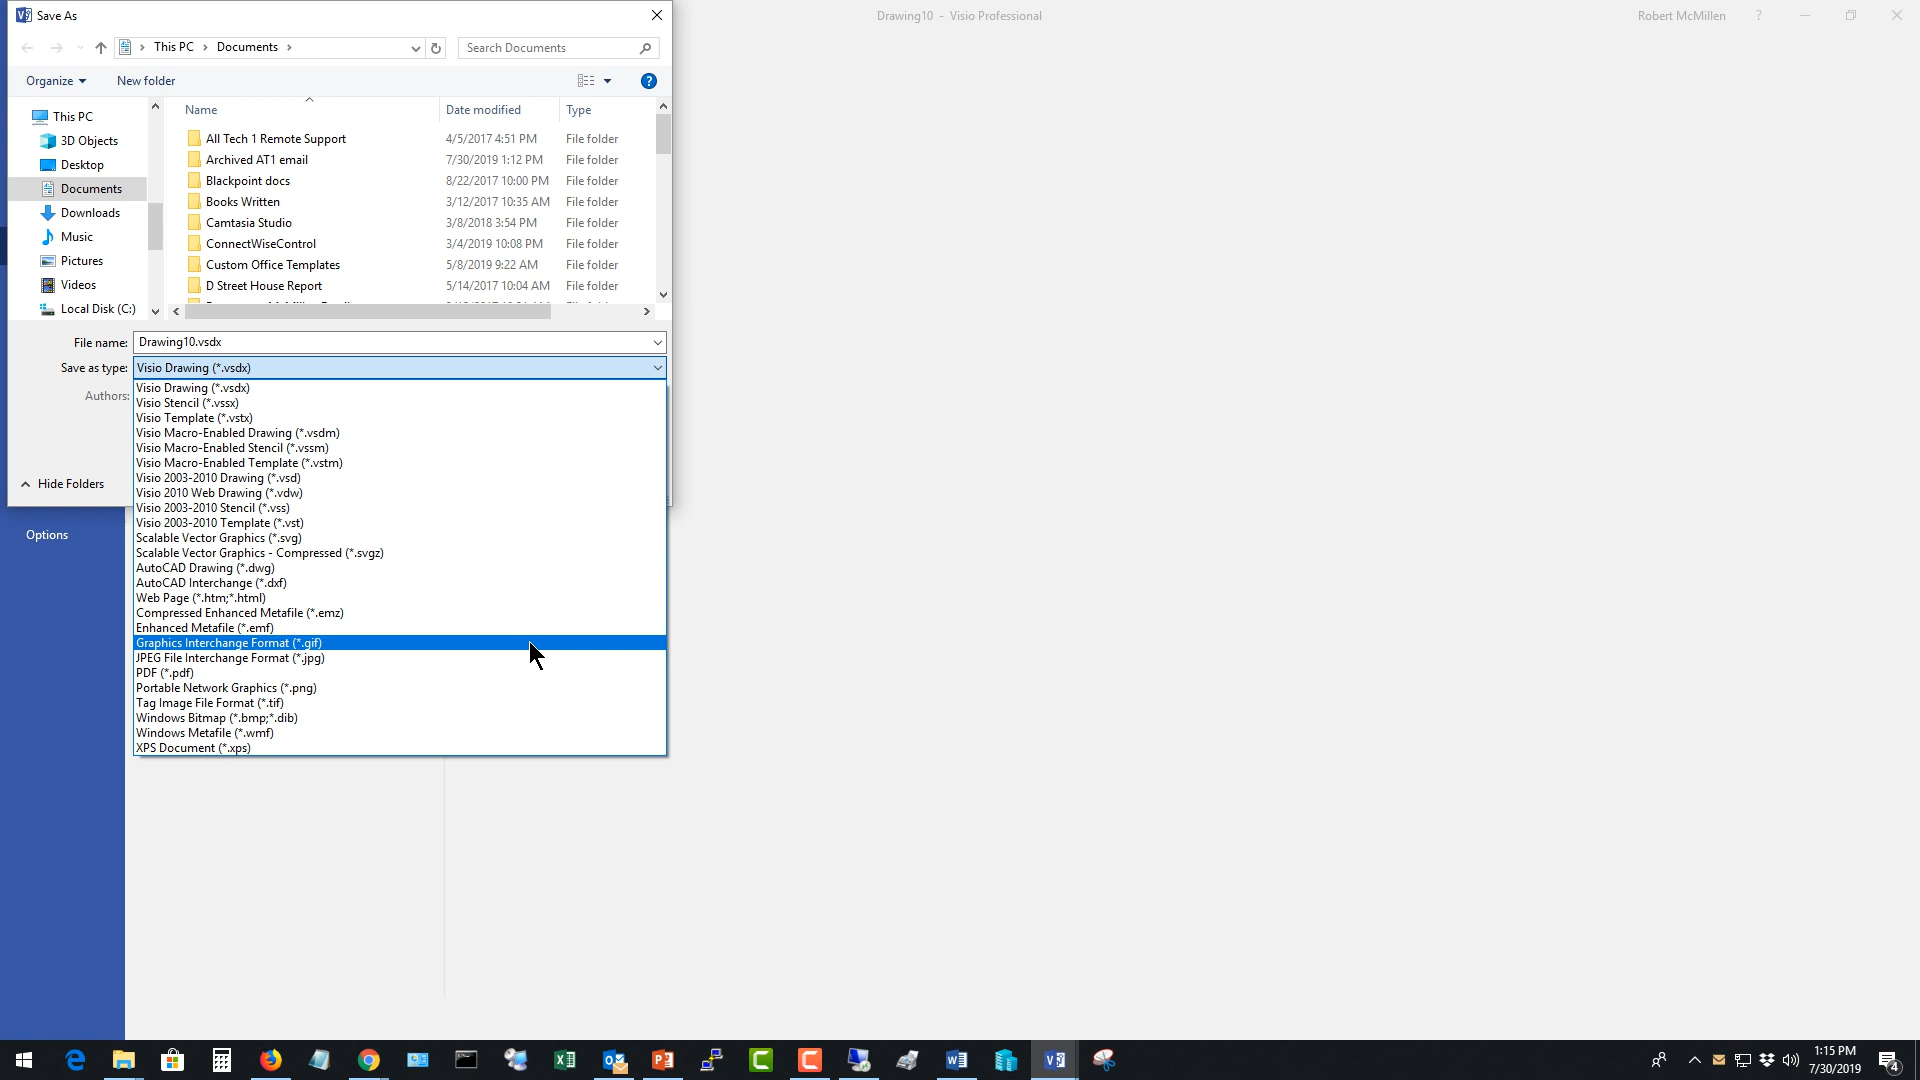 Save As
Drawing10 - Visio Professional
Robert McMillen
This PC > Documents >
Search Documents
Organize
New folder
Name
Date modified
Type
This PC
3D Objects
Desktop
Documents
Downloads
Music
Pictures
Videos
Local Disk (C:)
All Tech 1 Remote Support 4/5/2017 4:51 PM File folder
Archived AT1 email 7/30/2019 1:12 PM File folder
Blackpoint docs 8/22/2017 10:00 PM File folder
Books Written 3/12/2017 10:35 AM File folder
Camtasia Studio 3/8/2018 3:54 PM File folder
ConnectWiseControl 3/4/2019 10:08 PM File folder
Custom Office Templates 5/8/2019 9:22 AM File folder
D Street House Report 5/14/2017 10:04 AM File folder
File name: Drawing10.vsdx
Save as type: Visio Drawing (*.vsdx)
Authors:
Visio Drawing (*.vsdx)
Visio Stencil (*.vssx)
Visio Template (*.vstx)
Visio Macro-Enabled Drawing (*.vsdm)
Visio Macro-Enabled Stencil (*.vssm)
Visio Macro-Enabled Template (*.vstm)
Visio 2003-2010 Drawing (*.vsd)
Visio 2010 Web Drawing (*.vdw)
Visio 2003-2010 Stencil (*.vss)
Visio 2003-2010 Template (*.vst)
Scalable Vector Graphics (*.svg)
Scalable Vector Graphics - Compressed (*.svgz)
AutoCAD Drawing (*.dwg)
AutoCAD Interchange (*.dxf)
Web Page (*.htm;*.html)
Compressed Enhanced Metafile (*.emz)
Enhanced Metafile (*.emf)
Graphics Interchange Format (*.gif)
JPEG File Interchange Format (*.jpg)
PDF (*.pdf)
Portable Network Graphics (*.png)
Tag Image File Format (*.tif)
Windows Bitmap (*.bmp;*.dib)
Windows Metafile (*.wmf)
XPS Document (*.xps)
Hide Folders
Options
1:15 PM
7/30/2019
4